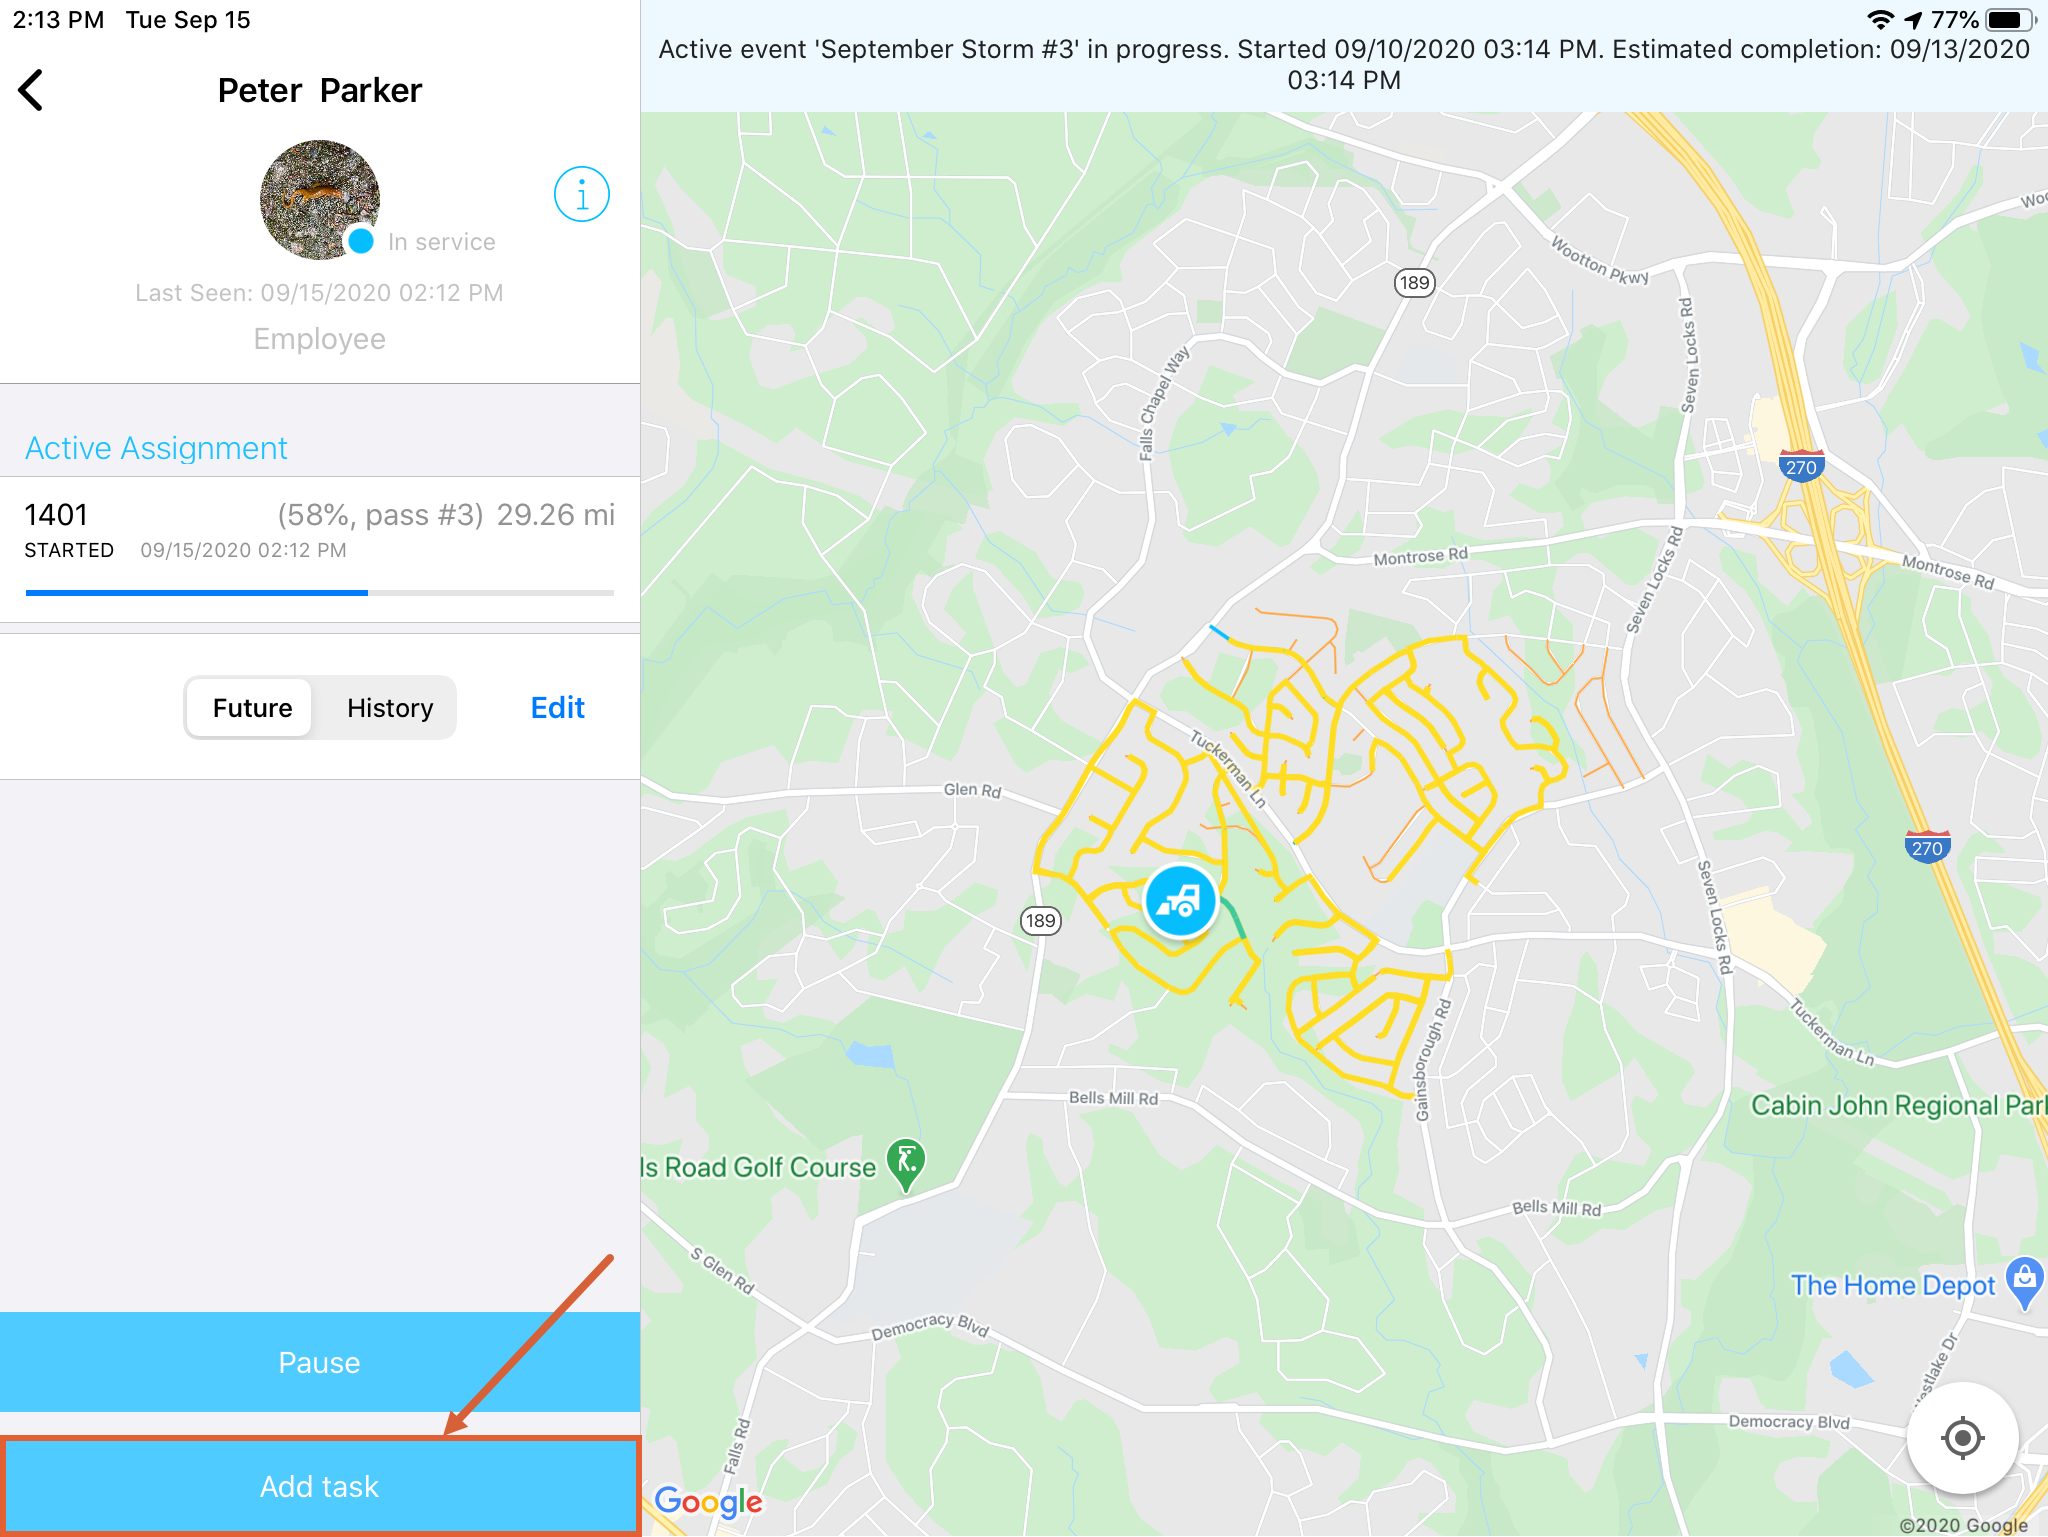 2:13 PM Tue Sep 15
77%
Peter Parker
In service
Last Seen: 09/15/2020 02:12 PM
Employee
Active Assignment
1401 (58%, pass #3) 29.26 mi
STARTED 09/15/2020 02:12 PM
Future History Edit
Pause
Add task
Active event 'September Storm #3' in progress. Started 09/10/2020 03:14 PM. Estimated completion: 09/13/2020
03:14 PM
Woo
Wootton Pkwy
189
Seven Locks Rd
Falls Chapel Way
270
Montrose Rd
Montrose Rd
Seven Locks Rd
Tuckerman Ln
Glen Rd
270
Seven Locks Rd
189
Tuckerman Ln
Gainsborough Rd
Bells Mill Rd
Cabin John Regional Par
ls Road Golf Course
Bells Mill Rd
S Glen Rd
The Home Depot
Democracy Blvd
estlake Dr
Democracy Blvd
Falls Rd
Google
©2020 Google